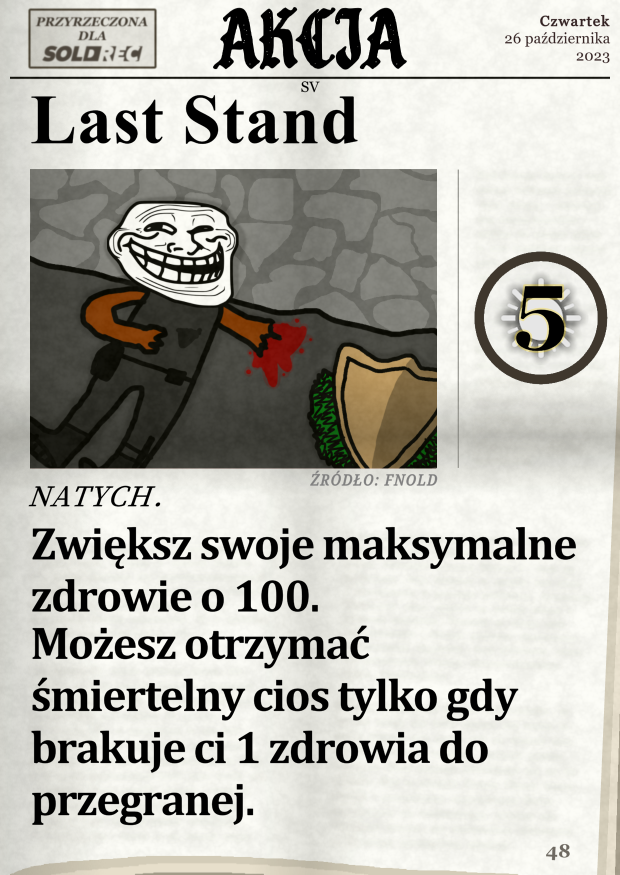 PRZYRZECZONA
DLA
SOLDREC
AKCJA
Czwartek
26 października
2023
SV
Last Stand
5
ŹRÓDŁO: FNOLD
NATYCH.
Zwiększ swoje maksymalne
zdrowie o 100.
Możesz otrzymać
śmiertelny cios tylko gdy
brakuje ci 1 zdrowia do
przegranej.
48